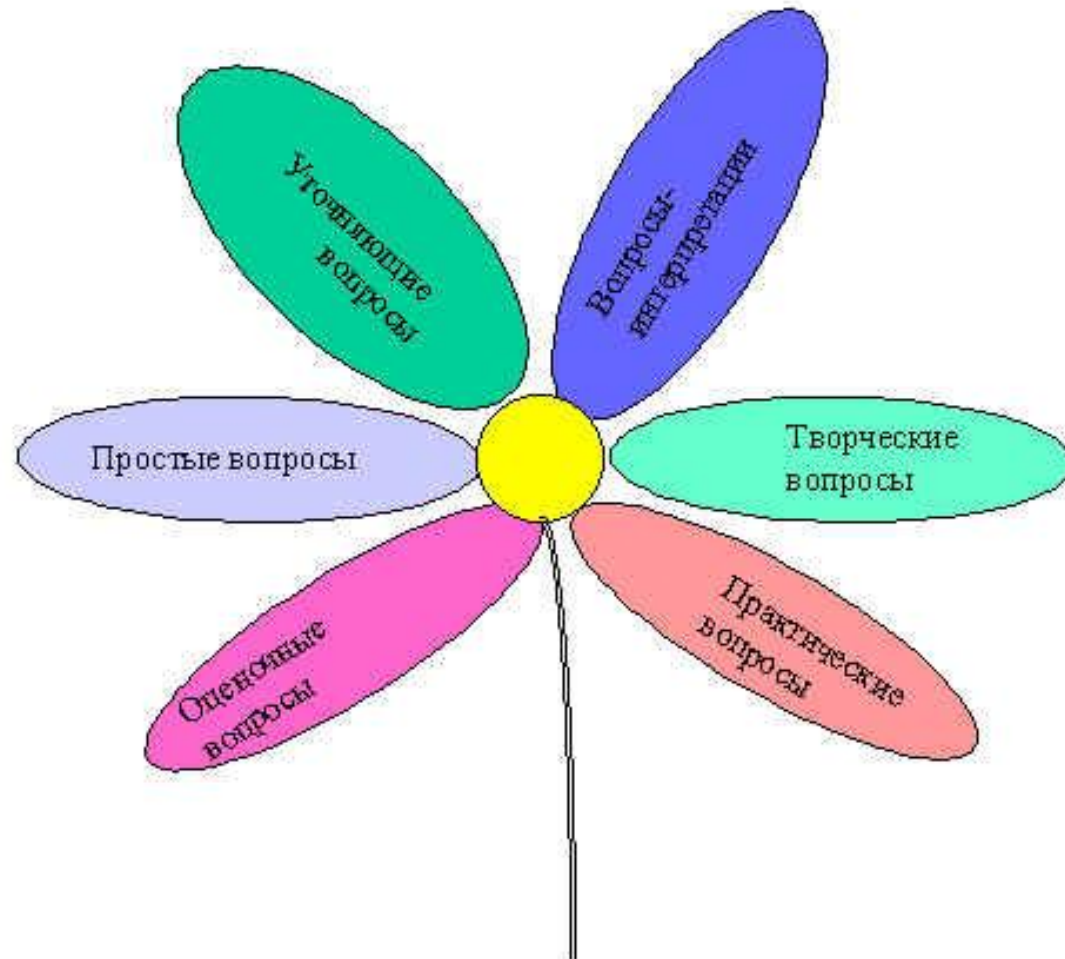 Уточняющие
вопросы
Вопросы-
интерпретации
Простые вопросы
Творческие
вопросы
Оценочные
вопросы
Практические
вопросы